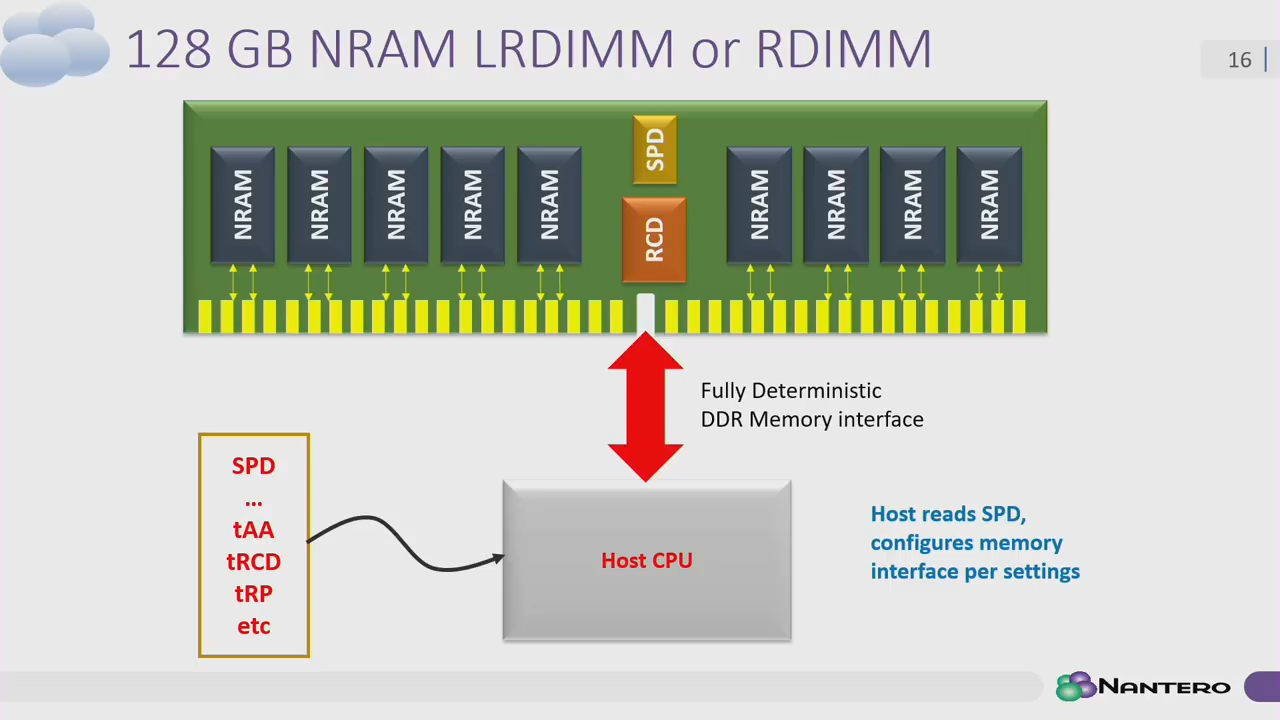 128 GB NRAM LRDIMM or RDIMM
16 |
SPD
NRAM
NRAM
NRAM
NRAM
NRAM
RCD
NRAM
NRAM
NRAM
NRAM
Fully Deterministic
DDR Memory interface
SPD
...
tAA
tRCD
tRP
etc
Host CPU
Host reads SPD,
configures memory
interface per settings
NANTERO